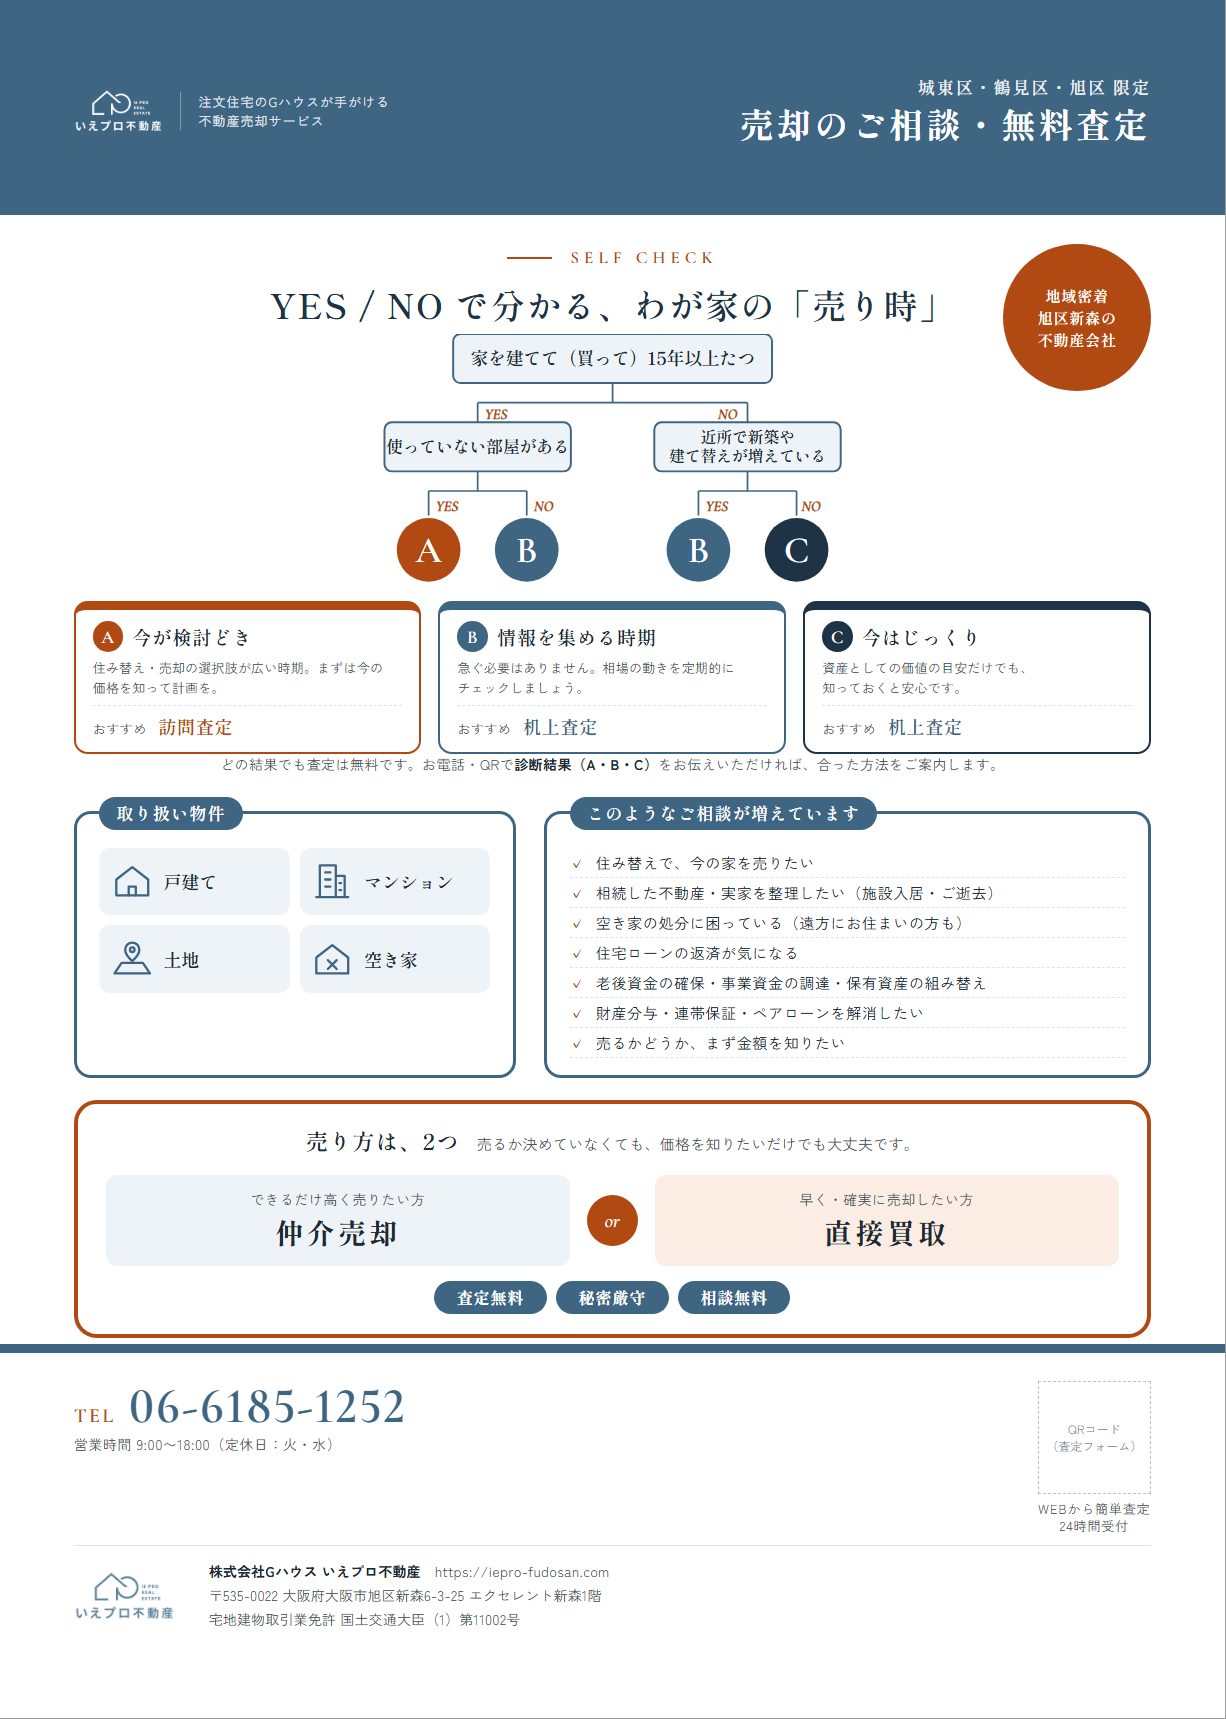 IE PRO
REAL
ESTATE
いえプロ不動産
注文住宅のGハウスが手がける
不動産売却サービス
城東区・鶴見区・旭区 限定
売却のご相談・無料査定
SELF CHECK
YES / NO で分かる、わが家の「売り時」
地域密着
旭区新森の
不動産会社
家を建てて（買って）15年以上たつ
YES
NO
使っていない部屋がある
近所で新築や
建て替えが増えている
YES
NO
YES
NO
A
B
B
C
A 今が検討どき
住み替え・売却の選択肢が広い時期。まずは今の
価格を知って計画を。
おすすめ 訪問査定
B 情報を集める時期
急ぐ必要はありません。相場の動きを定期的に
チェックしましょう。
おすすめ 机上査定
C 今はじっくり
資産としての価値の目安だけでも、
知っておくと安心です。
おすすめ 机上査定
どの結果でも査定は無料です。お電話・QRで診断結果（A・B・C）をお伝えいただければ、合った方法をご案内します。
取り扱い物件
戸建て
マンション
土地
空き家
このようなご相談が増えています
✓ 住み替えで、今の家を売りたい
✓ 相続した不動産・実家を整理したい（施設入居・ご逝去）
✓ 空き家の処分に困っている（遠方にお住まいの方も）
✓ 住宅ローンの返済が気になる
✓ 老後資金の確保・事業資金の調達・保有資産の組み替え
✓ 財産分与・連帯保証・ペアローンを解消したい
✓ 売るかどうか、まず金額を知りたい
売り方は、2つ 売るか決めていなくても、価格を知りたいだけでも大丈夫です。
できるだけ高く売りたい方
仲介売却
or
早く・確実に売却したい方
直接買取
査定無料
秘密厳守
相談無料
TEL 06-6185-1252
営業時間 9:00〜18:00（定休日：火・水）
QRコード
（査定フォーム）
WEBから簡単査定
24時間受付
IE PRO
REAL
ESTATE
いえプロ不動産
株式会社Gハウス いえプロ不動産 https://iepro-fudosan.com
〒535-0022 大阪府大阪市旭区新森6-3-25 エクセレント新森1階
宅地建物取引業免許 国土交通大臣（1）第11002号